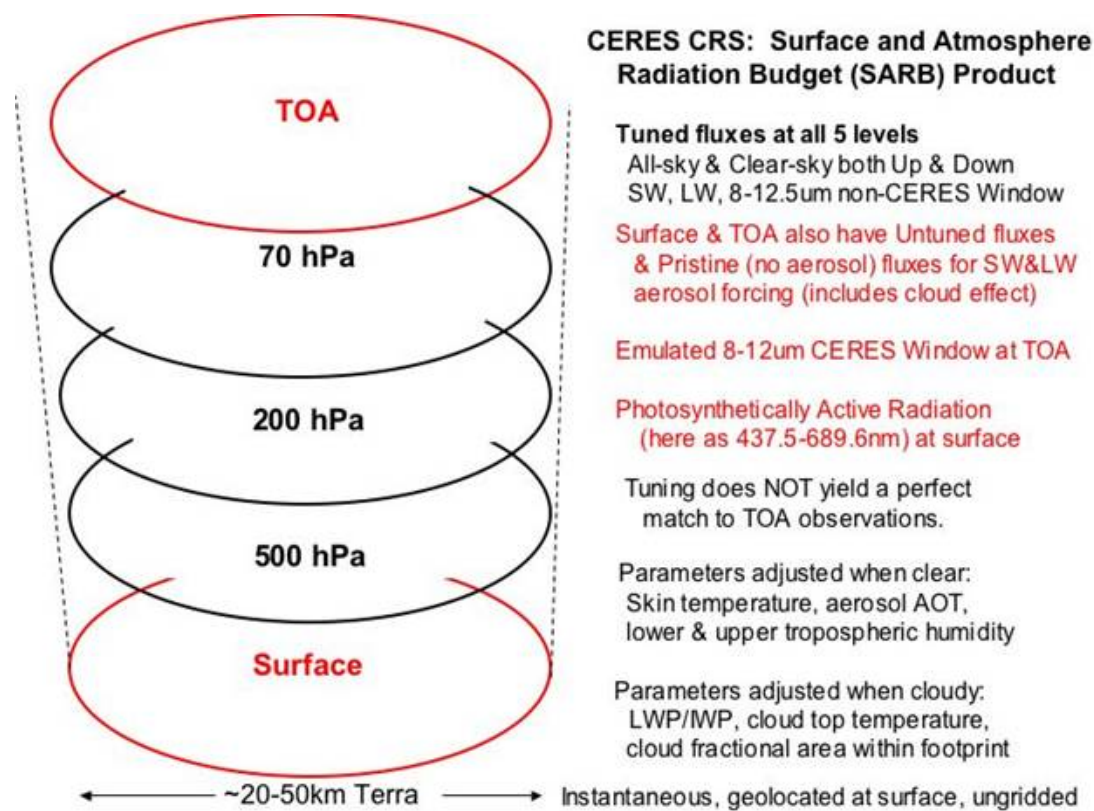 TOA
70 hPa
200 hPa
500 hPa
Surface
~20-50km Terra
CERES CRS: Surface and Atmosphere
Radiation Budget (SARB) Product
Tuned fluxes at all 5 levels
All-sky & Clear-sky both Up & Down
SW, LW, 8-12.5um non-CERES Window
Surface & TOA also have Untuned fluxes
& Pristine (no aerosol) fluxes for SW&LW
aerosol forcing (includes cloud effect)
Emulated 8-12um CERES Window at TOA
Photosynthetically Active Radiation
(here as 437.5-689.6nm) at surface
Tuning does NOT yield a perfect
match to TOA observations.
Parameters adjusted when clear:
Skin temperature, aerosol AOT,
lower & upper tropospheric humidity
Parameters adjusted when cloudy:
LWP/IWP, cloud top temperature,
cloud fractional area within footprint
Instantaneous, geolocated at surface, ungridded